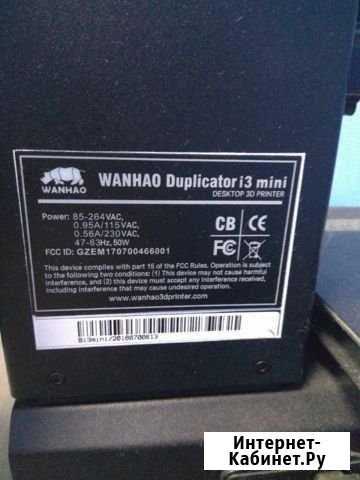 WANHAO
WANHAO Duplicator i3 mini
DESKTOP 3D PRINTER
Power: 85-264VAC,
0.95A/115VAC,
0.56A/230VAC,
47-63Hz, 50W
FCC ID: GZEM170700466001
CB CE
FC
This device compiles with part 15 of the FCC Rules. Operation is subject
to the following two conditions: (1) This device may not cause harmful
interference, and (2) this device must accept any interference received,
including interference that may cause undesired operation.
www.wanhao3dprinter.com
Интернет-
Кабинет.Ру